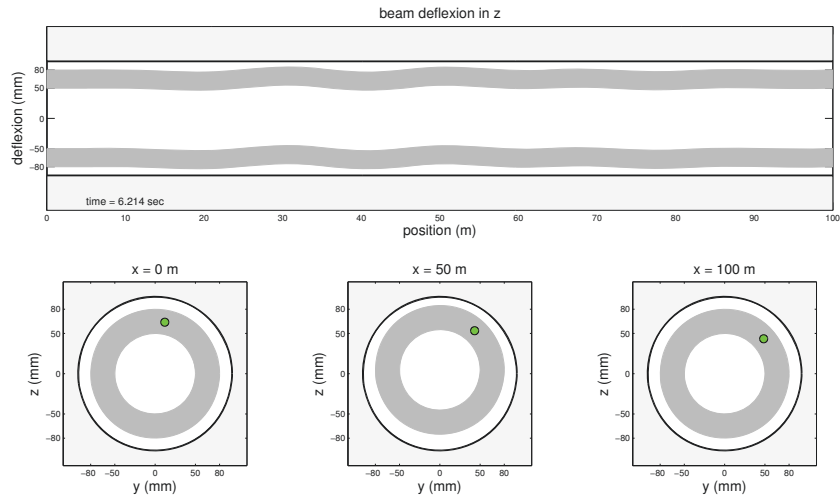 beam deflexion in z
deflexion (mm)
80
50
0
−50
−80
time = 6.214 sec
0 10 20 30 40 50 60 70 80 90 100
position (m)
x = 0 m
z (mm)
80
50
0
−50
−80
−80 −50 0 50 80
y (mm)
x = 50 m
z (mm)
80
50
0
−50
−80
−80 −50 0 50 80
y (mm)
x = 100 m
z (mm)
80
50
0
−50
−80
−80 −50 0 50 80
y (mm)